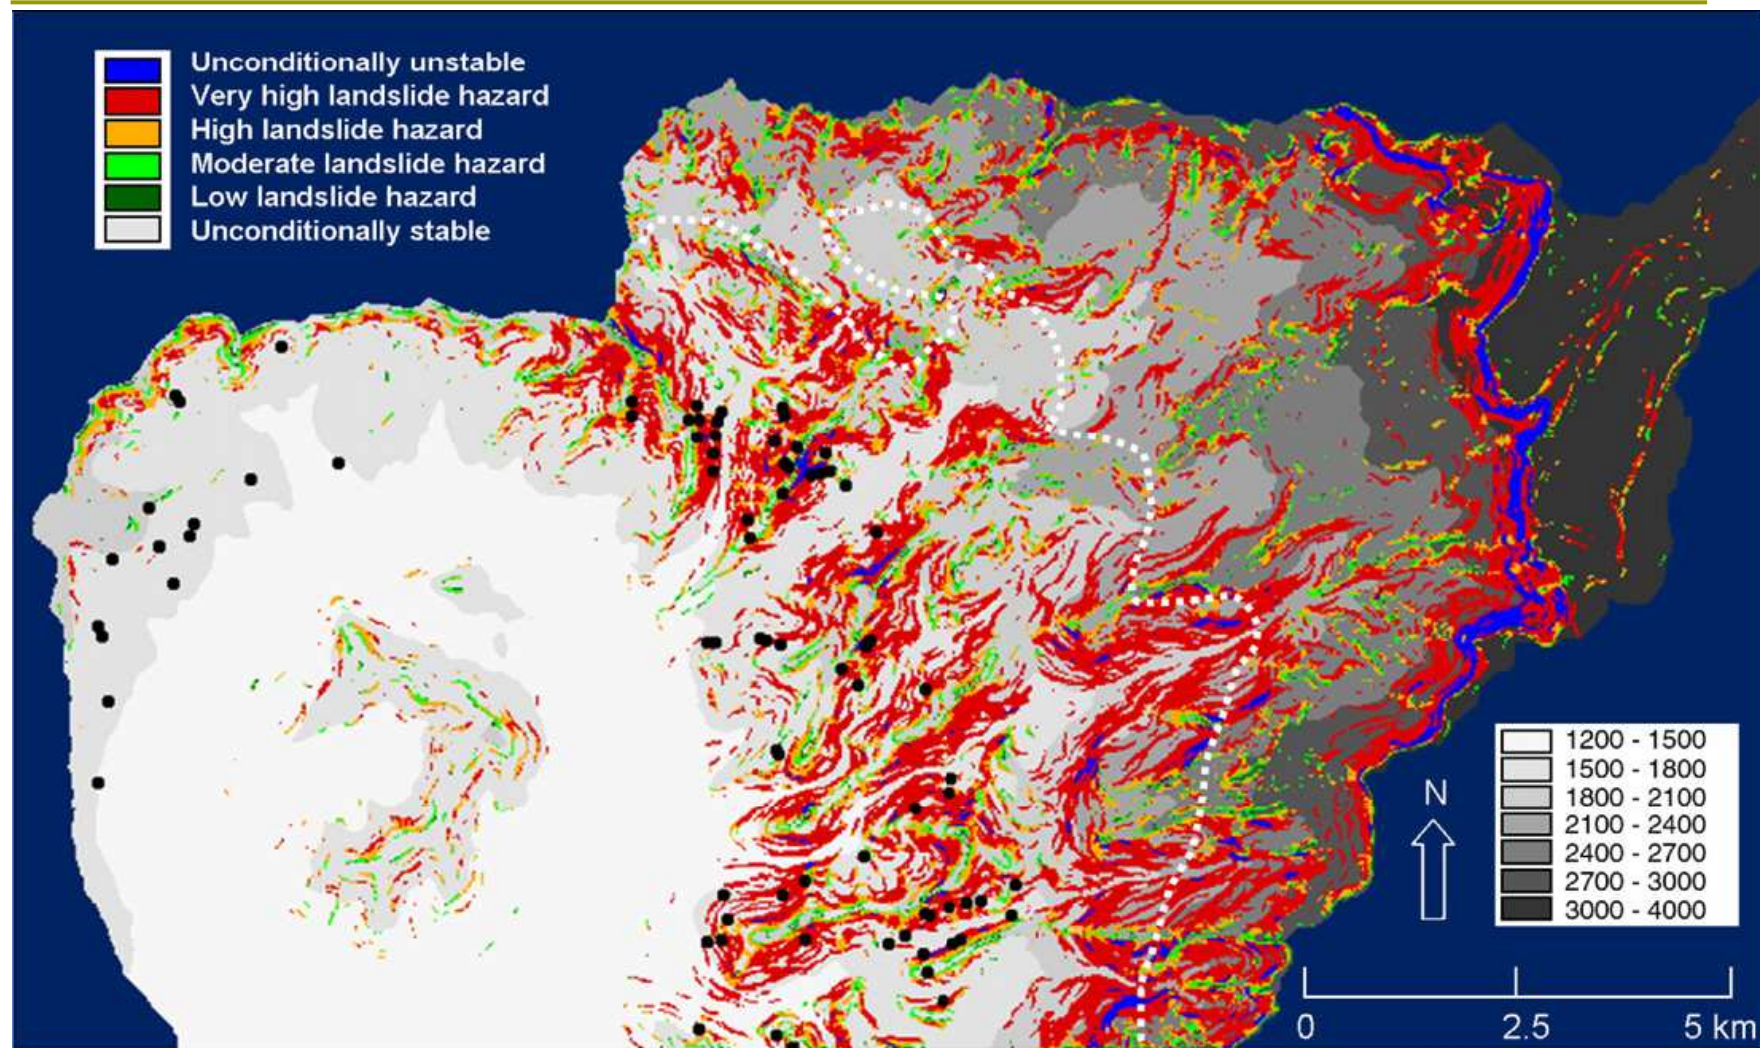 Unconditionally unstable
Very high landslide hazard
High landslide hazard
Moderate landslide hazard
Low landslide hazard
Unconditionally stable
1200 - 1500
1500 - 1800
1800 - 2100
2100 - 2400
2400 - 2700
2700 - 3000
3000 - 4000
N
0 2.5 5 km